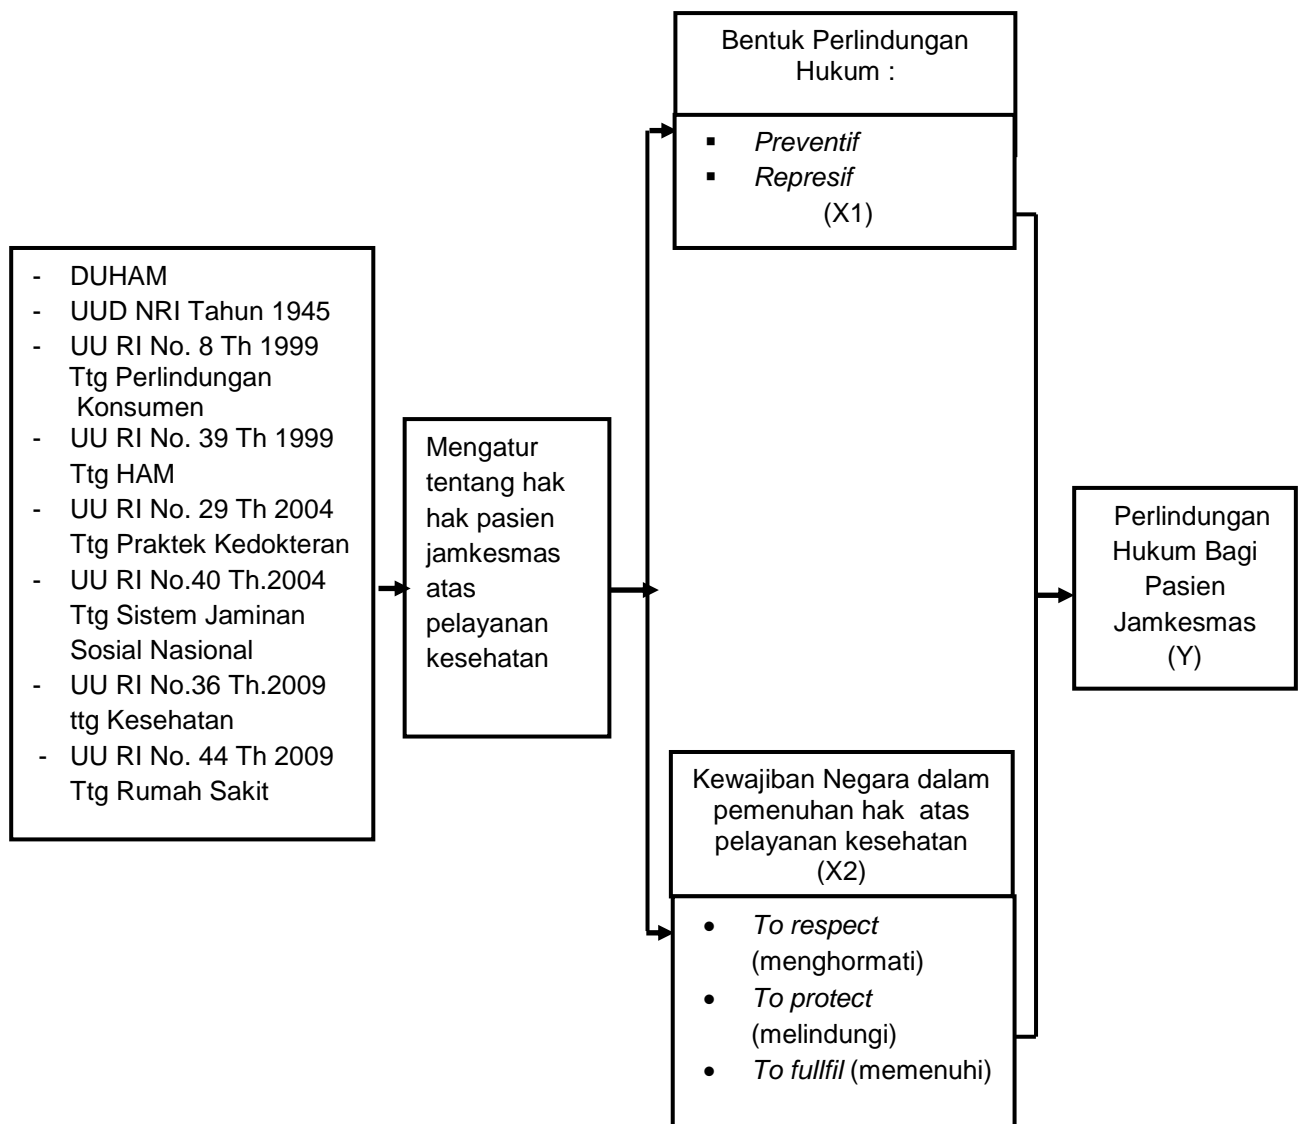 Bentuk Perlindungan
Hukum :
▪ Preventif
▪ Represif
(X1)
- DUHAM
- UUD NRI Tahun 1945
- UU RI No. 8 Th 1999
Ttg Perlindungan
Konsumen
- UU RI No. 39 Th 1999
Ttg HAM
- UU RI No. 29 Th 2004
Ttg Praktek Kedokteran
- UU RI No.40 Th.2004
Ttg Sistem Jaminan
Sosial Nasional
- UU RI No.36 Th.2009
ttg Kesehatan
- UU RI No. 44 Th 2009
Ttg Rumah Sakit
Mengatur
tentang hak
hak pasien
jamkesmas
atas
pelayanan
kesehatan
Kewajiban Negara dalam
pemenuhan hak atas
pelayanan kesehatan
(X2)
• To respect
(menghormati)
• To protect
(melindungi)
• To fullfil (memenuhi)
Perlindungan
Hukum Bagi
Pasien
Jamkesmas
(Y)